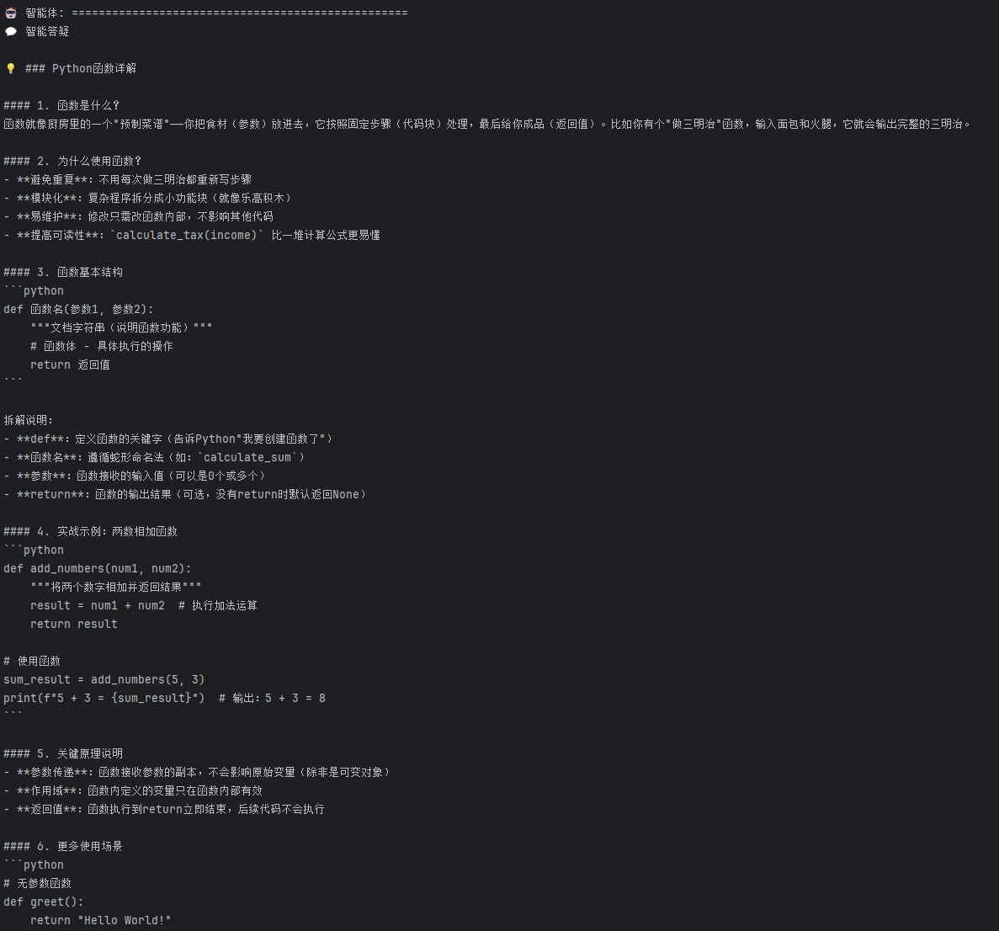 🤖 智能体: ==================================================
💬 智能答疑
💡 ### Python函数详解
#### 1. 函数是什么？
函数就像厨房里的一个"预制菜谱"——你把食材（参数）放进去，它按照固定步骤（代码块）处理，最后给你成品（返回值）。比如你有个"做三明治"函数，输入面包和火腿，它就会输出完整的三明治。
#### 2. 为什么使用函数？
- **避免重复**：不用每次做三明治都重新写步骤
- **模块化**：复杂程序拆分成小功能块（就像乐高积木）
- **易维护**：修改只需改函数内部，不影响其他代码
- **提高可读性**：`calculate_tax(income)` 比一堆计算公式更易懂
#### 3. 函数基本结构
```python
def 函数名(参数1, 参数2):
    """文档字符串（说明函数功能）"""
    # 函数体 - 具体执行的操作
    return 返回值
```
拆解说明：
- **def**：定义函数的关键字（告诉Python"我要创建函数了"）
- **函数名**：遵循蛇形命名法（如：`calculate_sum`）
- **参数**：函数接收的输入值（可以是0个或多个）
- **return**：函数的输出结果（可选，没有return时默认返回None）
#### 4. 实战示例：两数相加函数
```python
def add_numbers(num1, num2):
    """将两个数字相加并返回结果"""
    result = num1 + num2  # 执行加法运算
    return result
# 使用函数
sum_result = add_numbers(5, 3)
print(f"5 + 3 = {sum_result}")  # 输出：5 + 3 = 8
```
#### 5. 关键原理说明
- **参数传递**：函数接收参数的副本，不会影响原始变量（除非是可变对象）
- **作用域**：函数内定义的变量只在函数内部有效
- **返回值**：函数执行到return立即结束，后续代码不会执行
#### 6. 更多使用场景
```python
# 无参数函数
def greet():
    return "Hello World!"